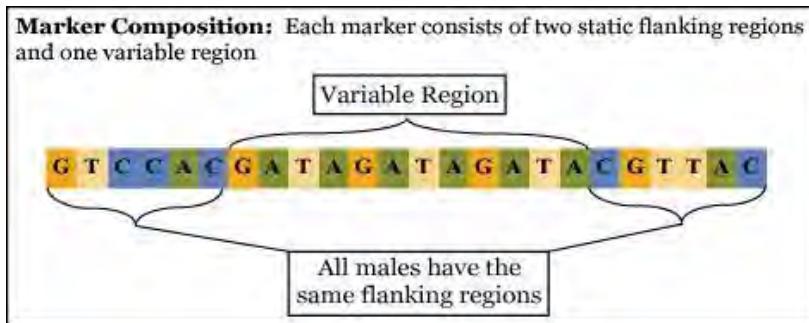 Marker Composition: Each marker consists of two static flanking regions
and one variable region
Variable Region
G T C C A C G A T A G A T A G A T A C G T T A C
All males have the
same flanking regions